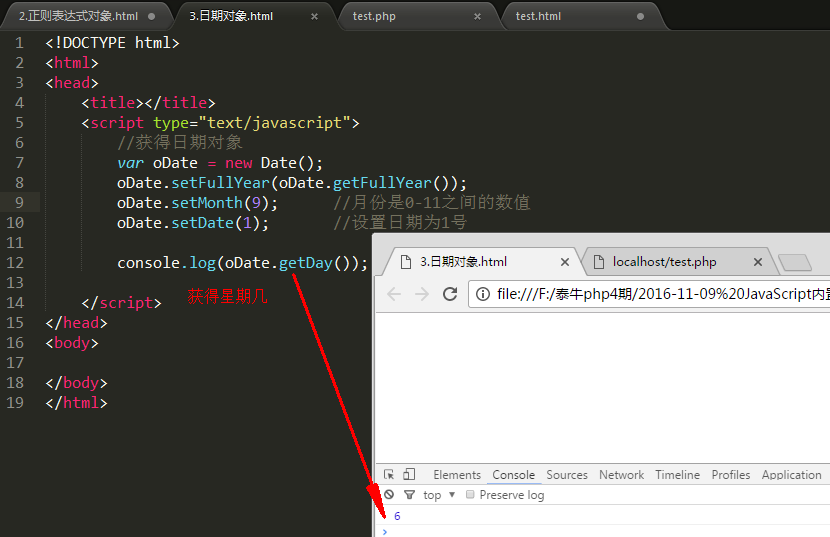 2.正则表达式对象.html
3.日期对象.html
test.php
test.html
1 <!DOCTYPE html>
2 <html>
3 <head>
4 <title></title>
5 <script type="text/javascript">
6 //获得日期对象
7 var oDate = new Date();
8 oDate.setFullYear(oDate.getFullYear());
9 oDate.setMonth(9); //月份是0-11之间的数值
10 oDate.setDate(1); //设置日期为1号
11
12 console.log(oDate.getDay());
13
14 </script>
获得星期几
15 </head>
16 <body>
17
18 </body>
19 </html>
3.日期对象.html
localhost/test.php
file:///F:/泰牛php4期/2016-11-09%20JavaScript内置
Elements Console Sources Network Timeline Profiles Application
top Preserve log
6